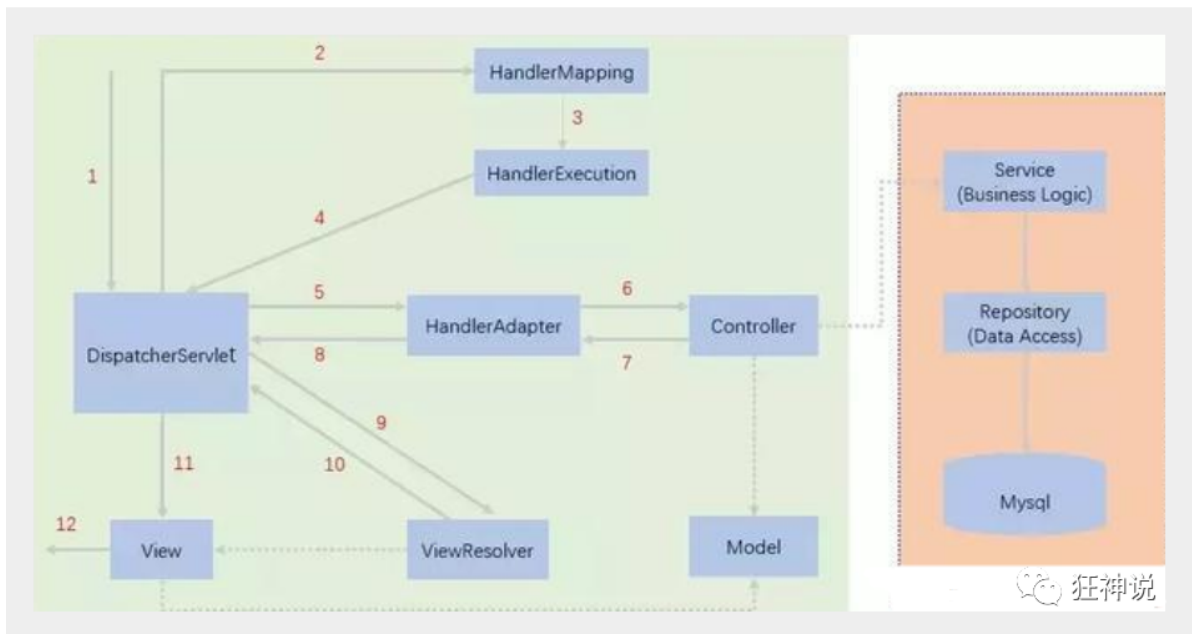 2
HandlerMapping
3
1
HandlerExecution
4
Service
(Business Logic)
5
6
HandlerAdapter
Controller
DispatcherServlet
8
7
Repository
(Data Access)
9
10
11
12
View
ViewResolver
Model
Mysql
狂神说